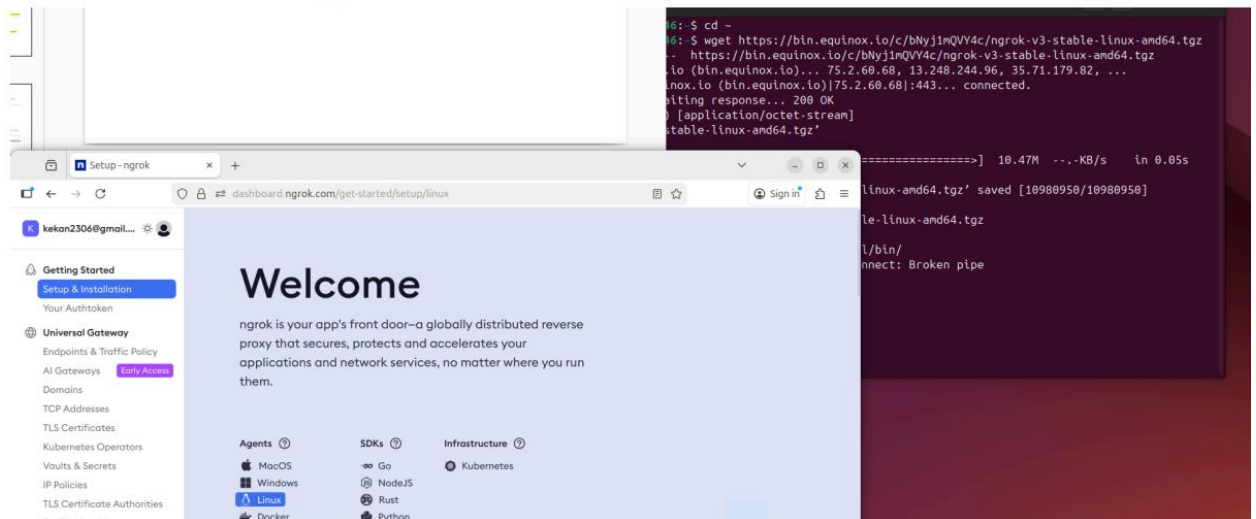 46:~$ cd ~
46:~$ wget https://bin.equinox.io/c/bNyj1mQVY4c/ngrok-v3-stable-linux-amd64.tgz
-- https://bin.equinox.io/c/bNyj1mQVY4c/ngrok-v3-stable-linux-amd64.tgz
.io (bin.equinox.io)... 75.2.60.68, 13.248.244.96, 35.71.179.82, ...
inox.io (bin.equinox.io)|75.2.60.68|:443... connected.
aiting response... 200 OK
) [application/octet-stream]
stable-linux-amd64.tgz’
================>] 10.47M --.-KB/s in 0.05s
linux-amd64.tgz’ saved [10980950/10980950]
le-linux-amd64.tgz
l/bin/
nnect: Broken pipe
Setup - ngrok
dashboard.ngrok.com/get-started/setup/linux
Sign in
K kekan2306@gmail....
Getting Started
Setup & Installation
Your Authtoken
Universal Gateway
Endpoints & Traffic Policy
AI Gateways Early Access
Domains
TCP Addresses
TLS Certificates
Kubernetes Operators
Vaults & Secrets
IP Policies
TLS Certificate Authorities
Welcome
ngrok is your app's front door—a globally distributed reverse
proxy that secures, protects and accelerates your
applications and network services, no matter where you run
them.
Agents SDKs Infrastructure
MacOS Go Kubernetes
Windows NodeJS
Linux Rust
Docker Python